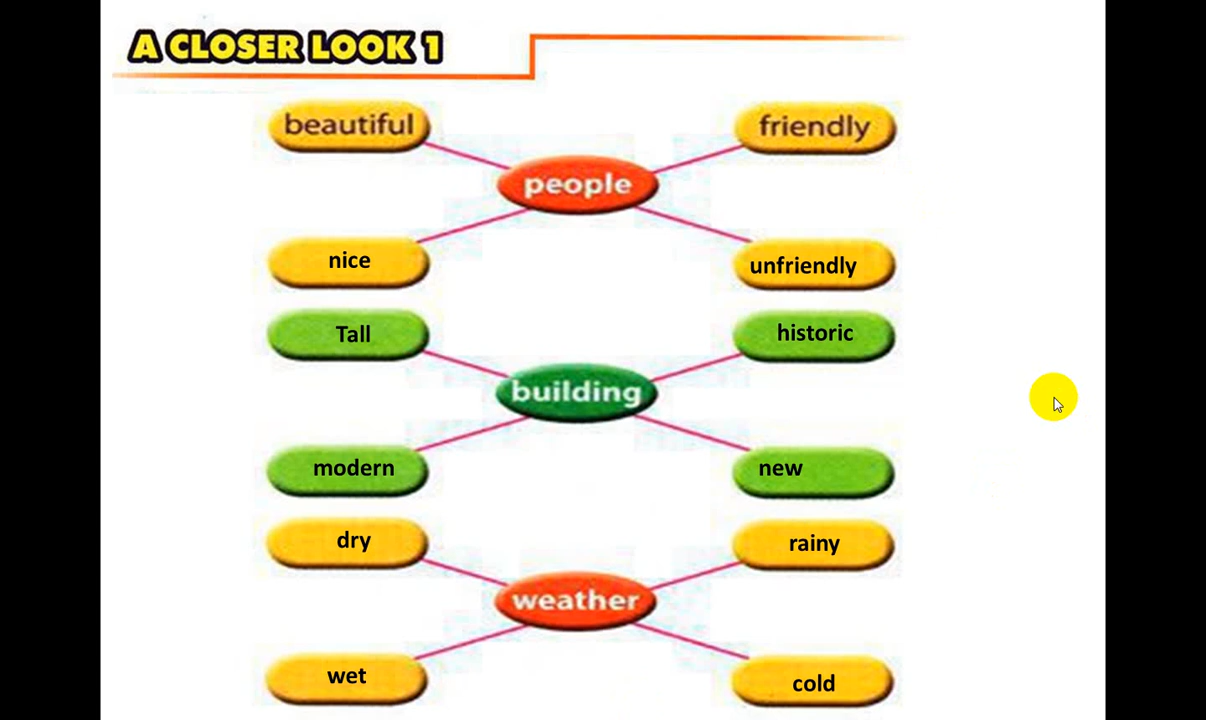 A CLOSER LOOK 1
beautiful
friendly
people
nice
unfriendly
Tall
historic
building
modern
new
dry
rainy
weather
wet
cold